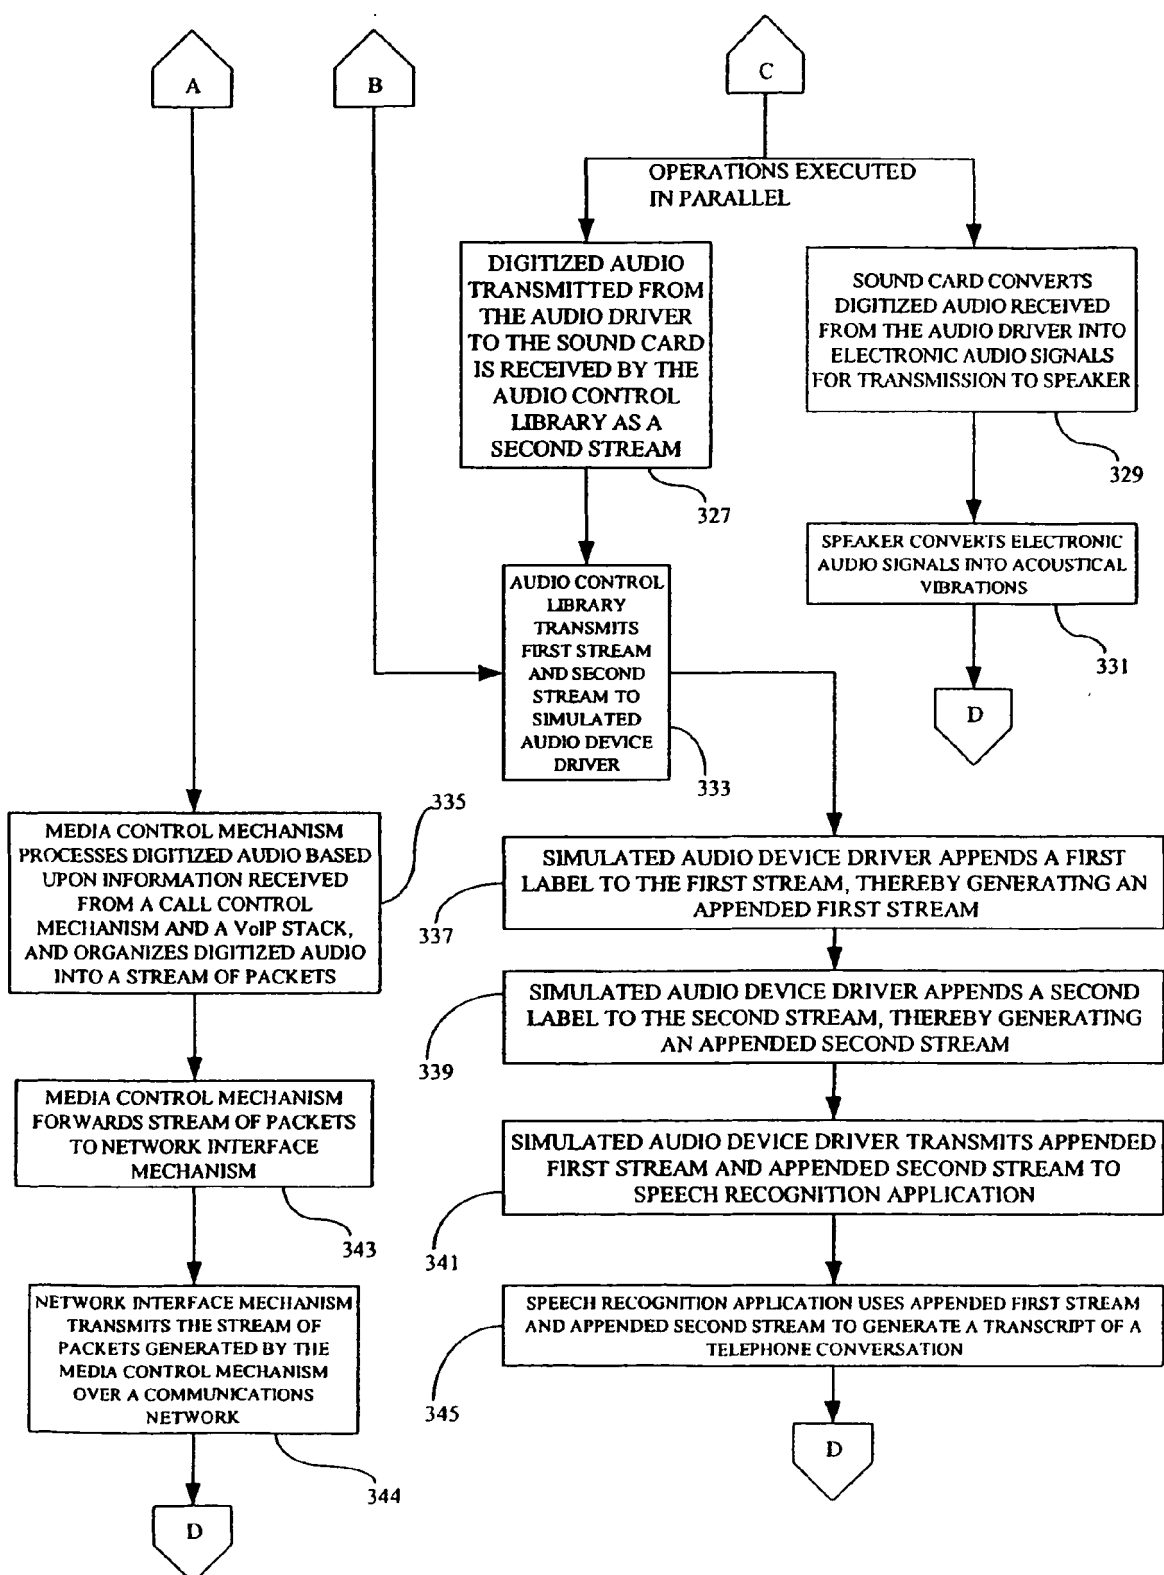 A
B
C
OPERATIONS EXECUTED
IN PARALLEL
DIGITIZED AUDIO
TRANSMITTED FROM
THE AUDIO DRIVER
TO THE SOUND CARD
IS RECEIVED BY THE
AUDIO CONTROL
LIBRARY AS A
SECOND STREAM
327
SOUND CARD CONVERTS
DIGITIZED AUDIO RECEIVED
FROM THE AUDIO DRIVER INTO
ELECTRONIC AUDIO SIGNALS
FOR TRANSMISSION TO SPEAKER
329
SPEAKER CONVERTS ELECTRONIC
AUDIO SIGNALS INTO ACOUSTICAL
VIBRATIONS
331
D
AUDIO CONTROL
LIBRARY
TRANSMITS
FIRST STREAM
AND SECOND
STREAM TO
SIMULATED
AUDIO DEVICE
DRIVER
333
335
MEDIA CONTROL MECHANISM
PROCESSES DIGITIZED AUDIO BASED
UPON INFORMATION RECEIVED
FROM A CALL CONTROL
MECHANISM AND A VoIP STACK,
AND ORGANIZES DIGITIZED AUDIO
INTO A STREAM OF PACKETS
SIMULATED AUDIO DEVICE DRIVER APPENDS A FIRST
LABEL TO THE FIRST STREAM, THEREBY GENERATING AN
APPENDED FIRST STREAM
337
SIMULATED AUDIO DEVICE DRIVER APPENDS A SECOND
LABEL TO THE SECOND STREAM, THEREBY GENERATING
AN APPENDED SECOND STREAM
339
MEDIA CONTROL MECHANISM
FORWARDS STREAM OF PACKETS
TO NETWORK INTERFACE
MECHANISM
343
SIMULATED AUDIO DEVICE DRIVER TRANSMITS APPENDED
FIRST STREAM AND APPENDED SECOND STREAM TO
SPEECH RECOGNITION APPLICATION
341
NETWORK INTERFACE MECHANISM
TRANSMITS THE STREAM OF
PACKETS GENERATED BY THE
MEDIA CONTROL MECHANISM
OVER A COMMUNICATIONS
NETWORK
344
D
SPEECH RECOGNITION APPLICATION USES APPENDED FIRST STREAM
AND APPENDED SECOND STREAM TO GENERATE A TRANSCRIPT OF A
TELEPHONE CONVERSATION
345
D